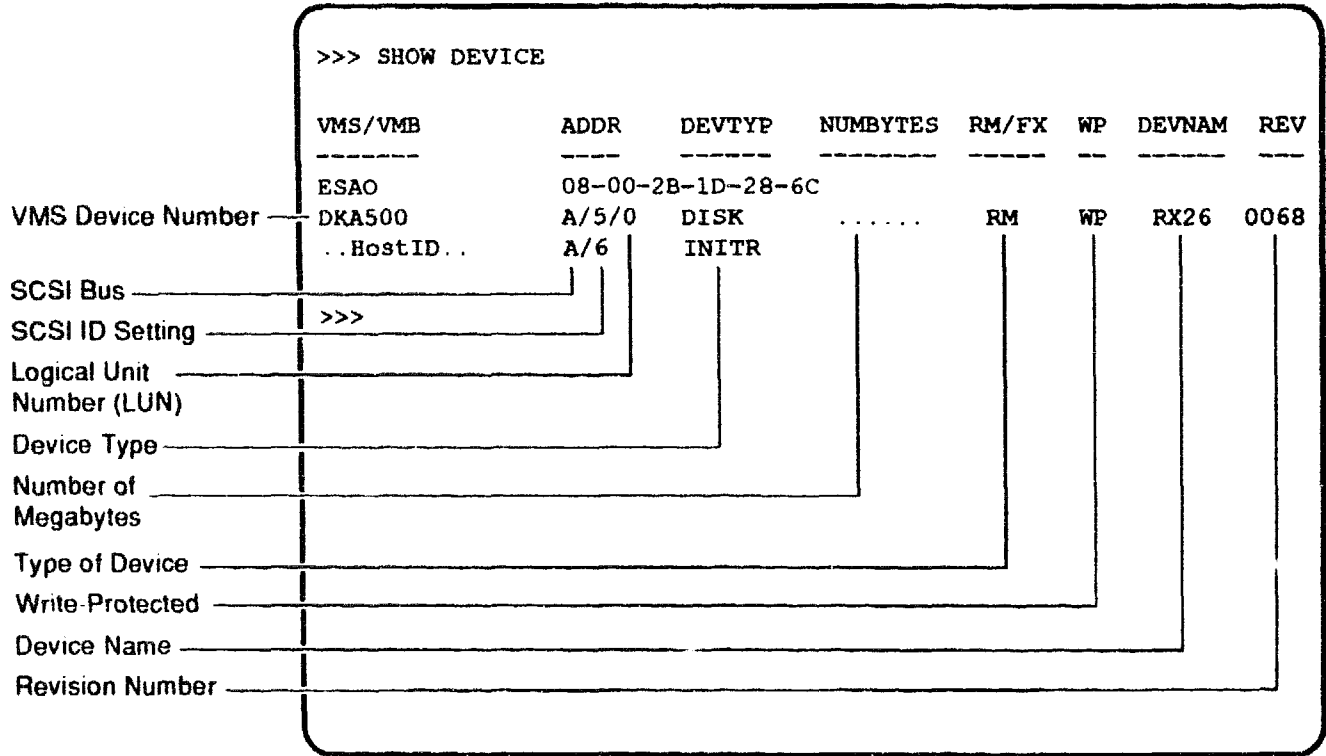 >>> SHOW DEVICE
VMS/VMB ADDR DEVTYP NUMBYTES RM/FX WP DEVNAM REV
------- ---- ------ -------- ----- -- ------ ---
ESAO 08-00-2B-1D-28-6C
VMS Device Number DKA500 A/5/0 DISK ...... RM WP RX26 0068
..HostID.. A/6 INITR
SCSI Bus
>>>
SCSI ID Setting
Logical Unit
Number (LUN)
Device Type
Number of
Megabytes
Type of Device
Write-Protected
Device Name
Revision Number